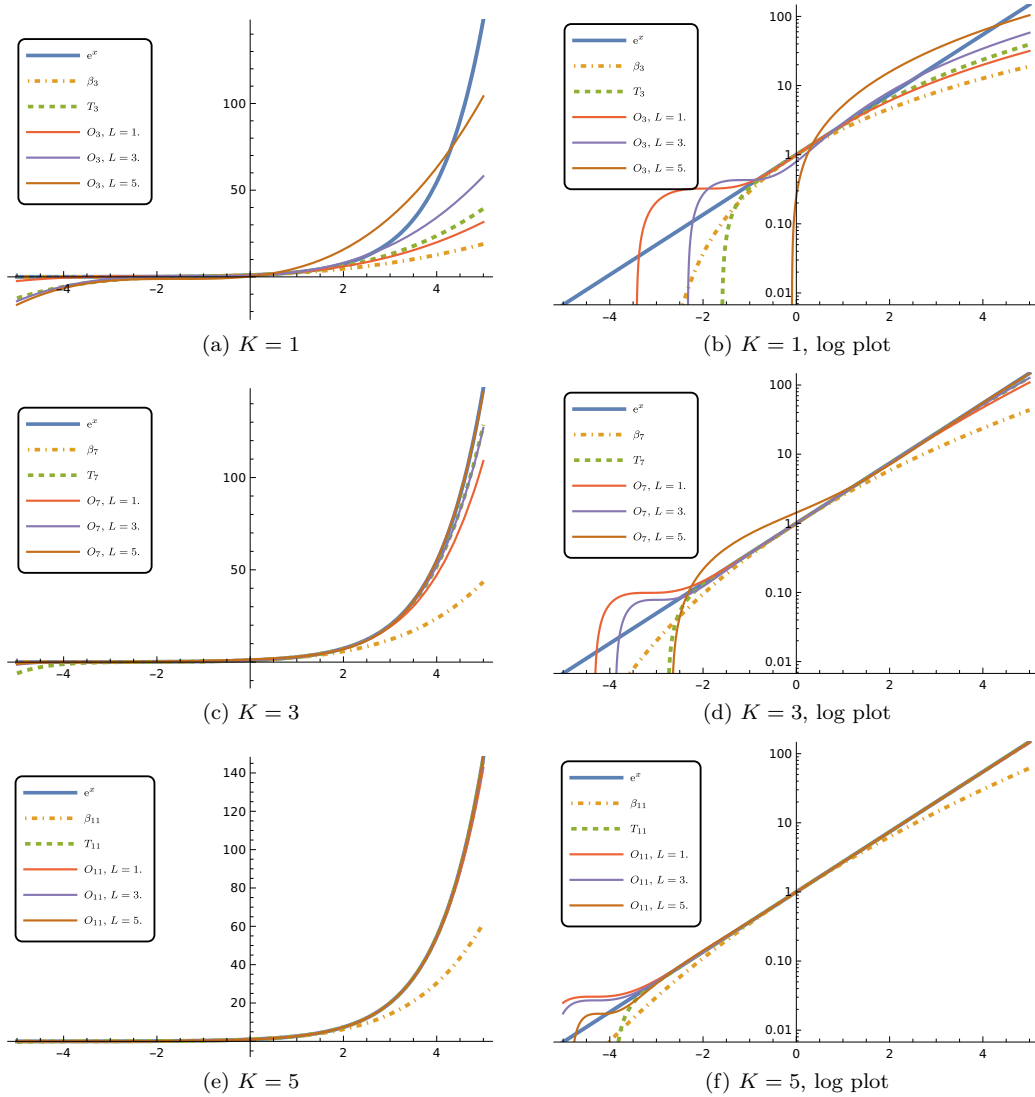 e^x
β_3
T_3
O_3, L = 1.
O_3, L = 3.
O_3, L = 5.
100
50
−4 −2 2 4
(a) K = 1
e^x
β_3
T_3
O_3, L = 1.
O_3, L = 3.
O_3, L = 5.
100
10
1
0.10
0.01
−4 −2 0 2 4
(b) K = 1, log plot
e^x
β_7
T_7
O_7, L = 1.
O_7, L = 3.
O_7, L = 5.
100
50
−4 −2 2 4
(c) K = 3
e^x
β_7
T_7
O_7, L = 1.
O_7, L = 3.
O_7, L = 5.
100
10
1
0.10
0.01
−4 −2 0 2 4
(d) K = 3, log plot
e^x
β_11
T_11
O_11, L = 1.
O_11, L = 3.
O_11, L = 5.
140
120
100
80
60
40
20
−4 −2 0 2 4
(e) K = 5
e^x
β_11
T_11
O_11, L = 1.
O_11, L = 3.
O_11, L = 5.
100
10
1
0.10
0.01
−4 −2 0 2 4
(f) K = 5, log plot